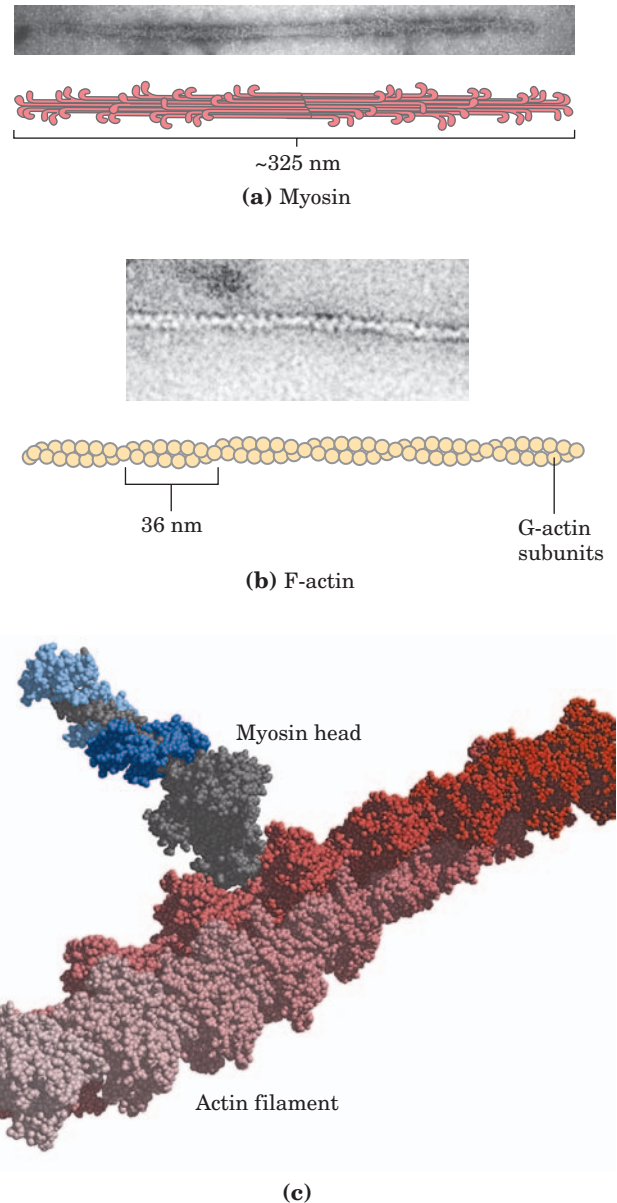 ~325 nm
(a) Myosin
36 nm
G-actin
subunits
(b) F-actin
Myosin head
Actin filament
(c)